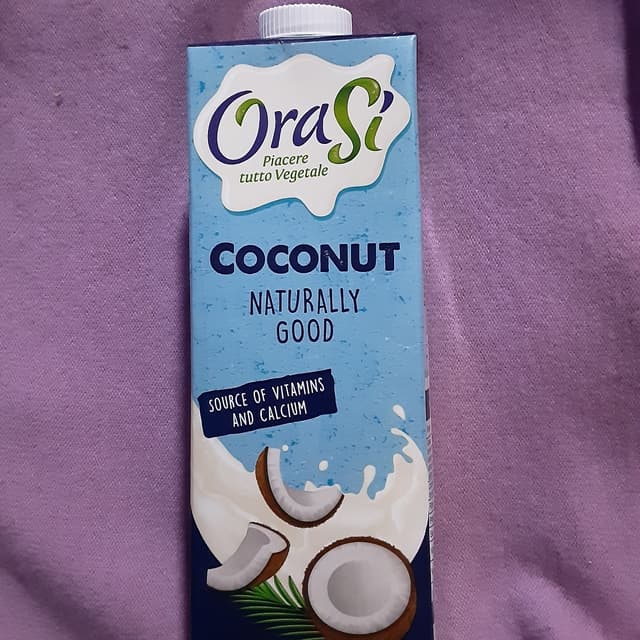 OraSì
Piacere
tutto Vegetale
COCONUT
NATURALLY
GOOD
SOURCE OF VITAMINS
AND CALCIUM